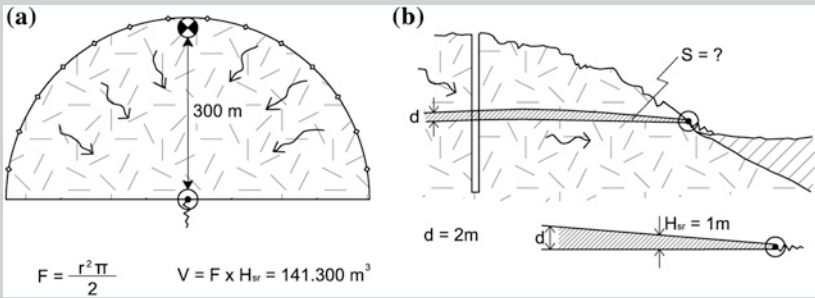 (a)
300 m
F = r²π / 2
V = F x Hsr = 141.300 m³
(b)
S = ?
d
d = 2m
d
Hsr = 1m